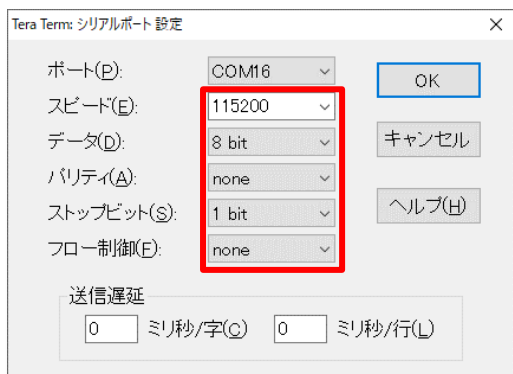 Tera Term: シリアルポート 設定
ポート(P): COM16 OK
スピード(E): 115200
データ(D): 8 bit キャンセル
パリティ(A): none
ストップビット(S): 1 bit ヘルプ(H)
フロー制御(F): none
送信遅延
0 ミリ秒/字(C) 0 ミリ秒/行(L)